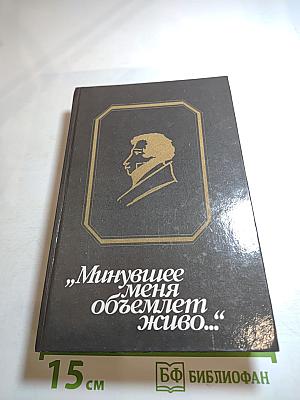 „Минувшее
меня
объемлет
живо...“
15 см
БФ БИБЛИОФАН